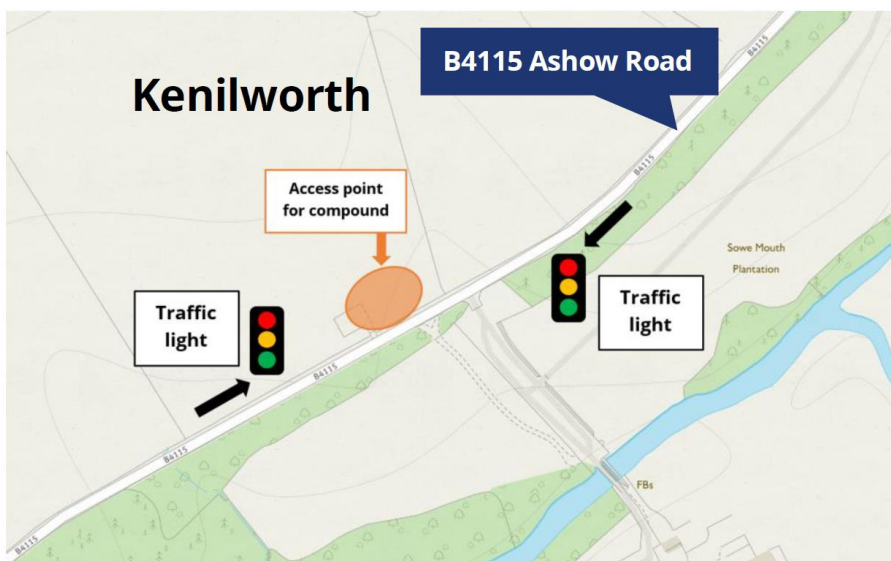 B4115
B4115 Ashow Road
Kenilworth
B4115
Access point
for compound
Sowe Mouth
Plantation
Traffic
light
Traffic
light
B4115
B4115
FBs
B4115